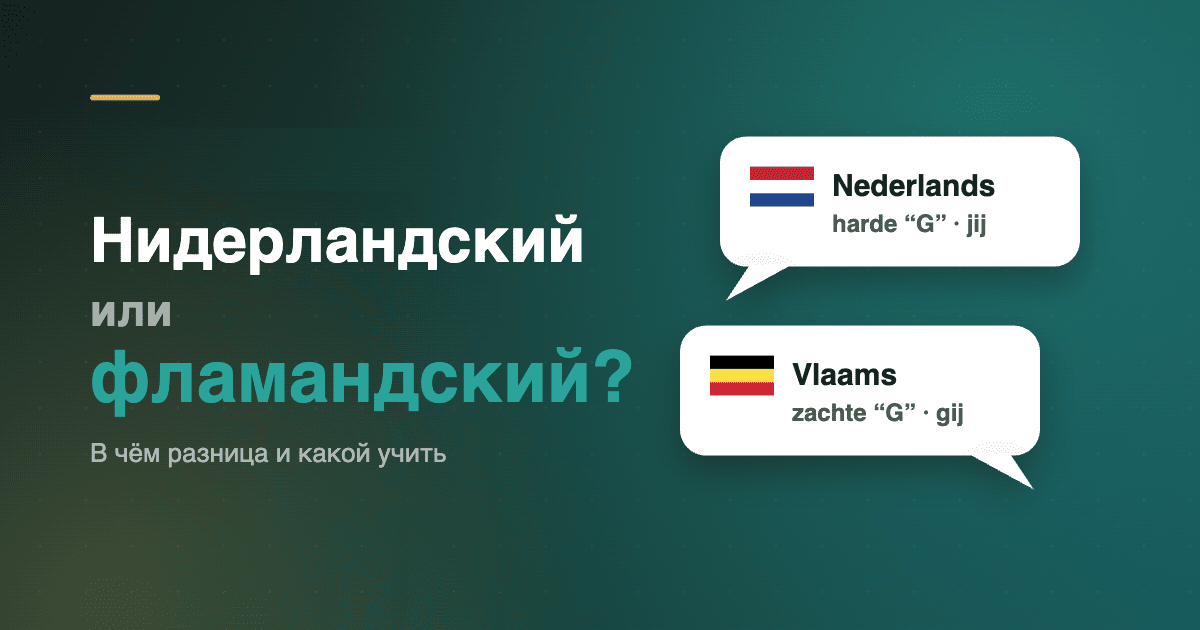 Нидерландский
или
фламандский?
В чём разница и какой учить
Nederlands
harde “G” · jij
Vlaams
zachte “G” · gij